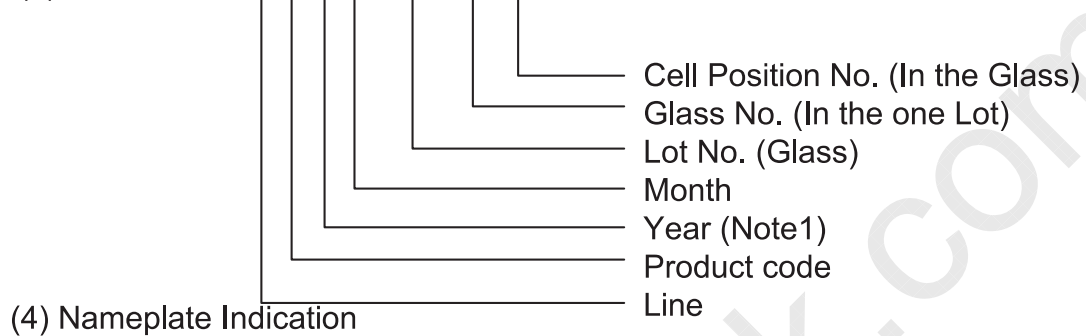 Cell Position No. (In the Glass)
Glass No. (In the one Lot)
Lot No. (Glass)
Month
Year (Note1)
Product code
Line
(4) Nameplate Indication